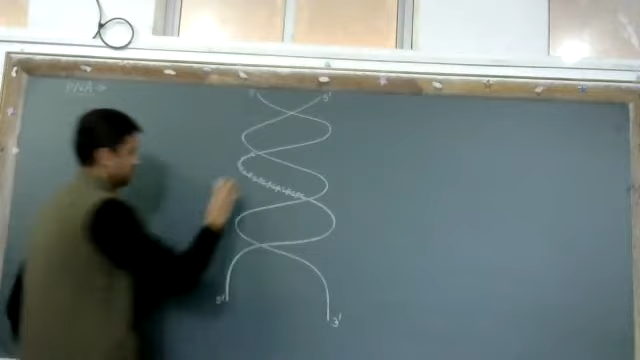 DNA →
3' 5'
5'
3'